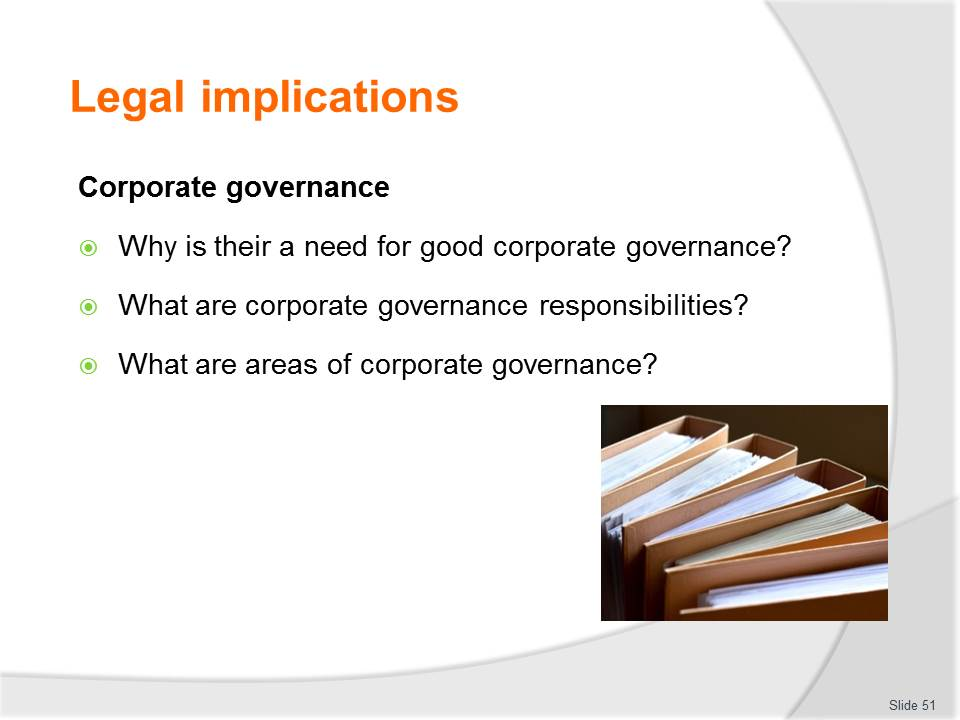 Legal implications
Corporate governance
Why is their a need for good corporate governance?
What are corporate governance responsibilities?
What are areas of corporate governance?
Slide 51